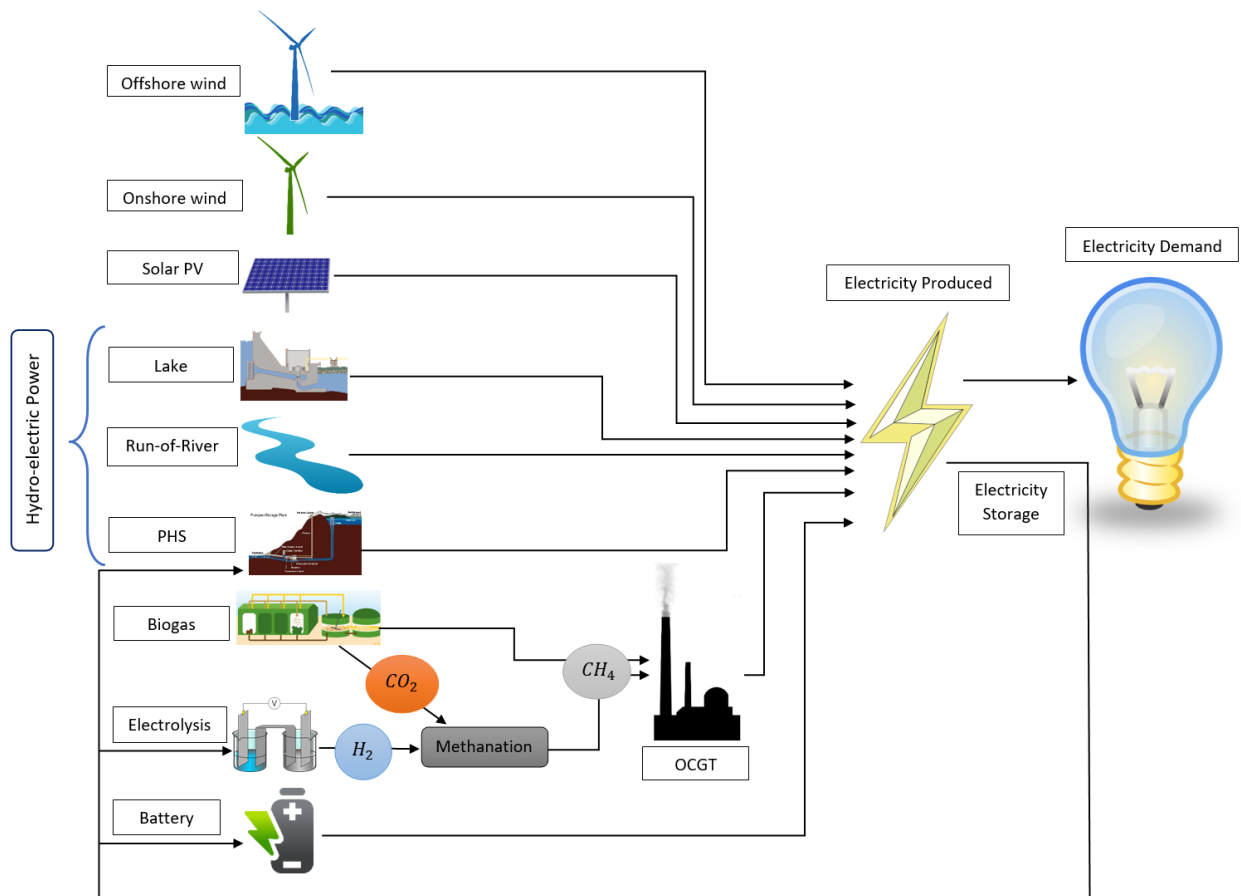 Offshore wind
Onshore wind
Solar PV
Electricity Demand
Electricity Produced
Hydro-electric Power
Lake
Run-of-River
Electricity
Storage
PHS
Biogas
CO₂
CH₄
Electrolysis
V
H₂
Methanation
OCGT
Battery